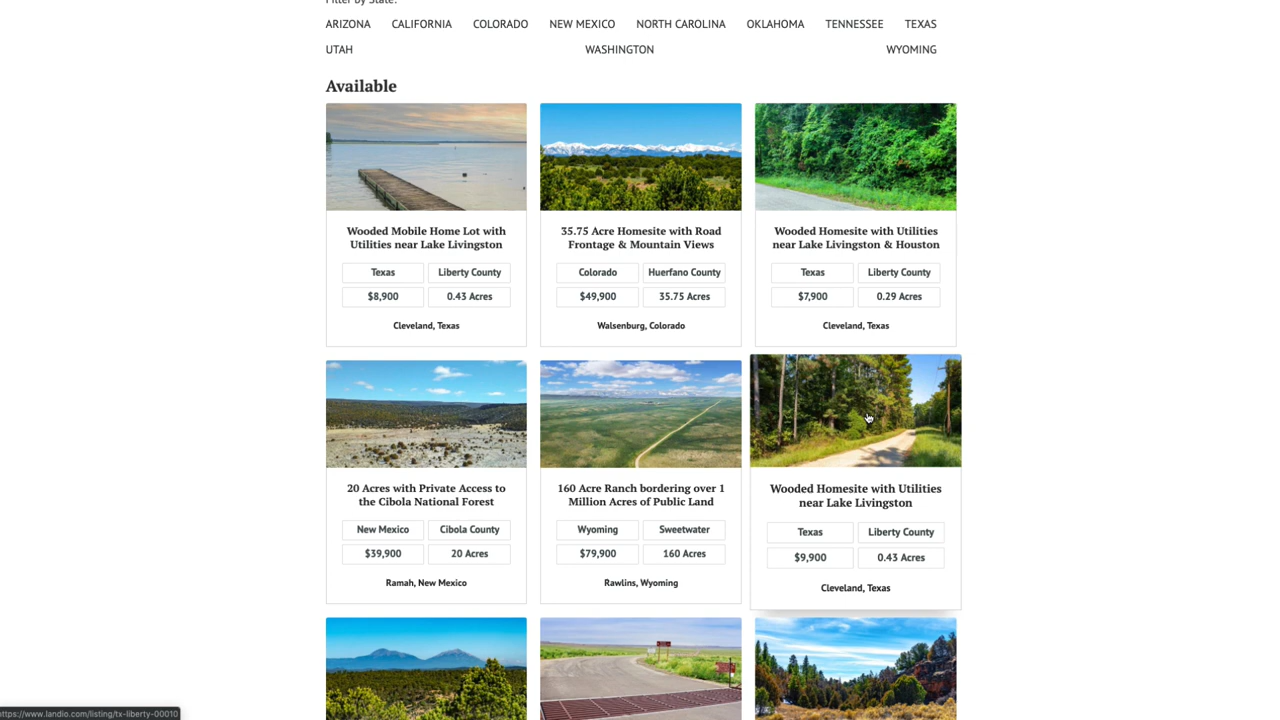 Filter by State:
ARIZONA CALIFORNIA COLORADO NEW MEXICO NORTH CAROLINA OKLAHOMA TENNESSEE TEXAS
UTAH WASHINGTON WYOMING
Available
Wooded Mobile Home Lot with
Utilities near Lake Livingston
Texas Liberty County
$8,900 0.43 Acres
Cleveland, Texas
35.75 Acre Homesite with Road
Frontage & Mountain Views
Colorado Huerfano County
$49,900 35.75 Acres
Walsenburg, Colorado
Wooded Homesite with Utilities
near Lake Livingston & Houston
Texas Liberty County
$7,900 0.29 Acres
Cleveland, Texas
20 Acres with Private Access to
the Cibola National Forest
New Mexico Cibola County
$39,900 20 Acres
Ramah, New Mexico
160 Acre Ranch bordering over 1
Million Acres of Public Land
Wyoming Sweetwater
$79,900 160 Acres
Rawlins, Wyoming
Wooded Homesite with Utilities
near Lake Livingston
Texas Liberty County
$9,900 0.43 Acres
Cleveland, Texas
https://www.landio.com/listing/tx-liberty-00010